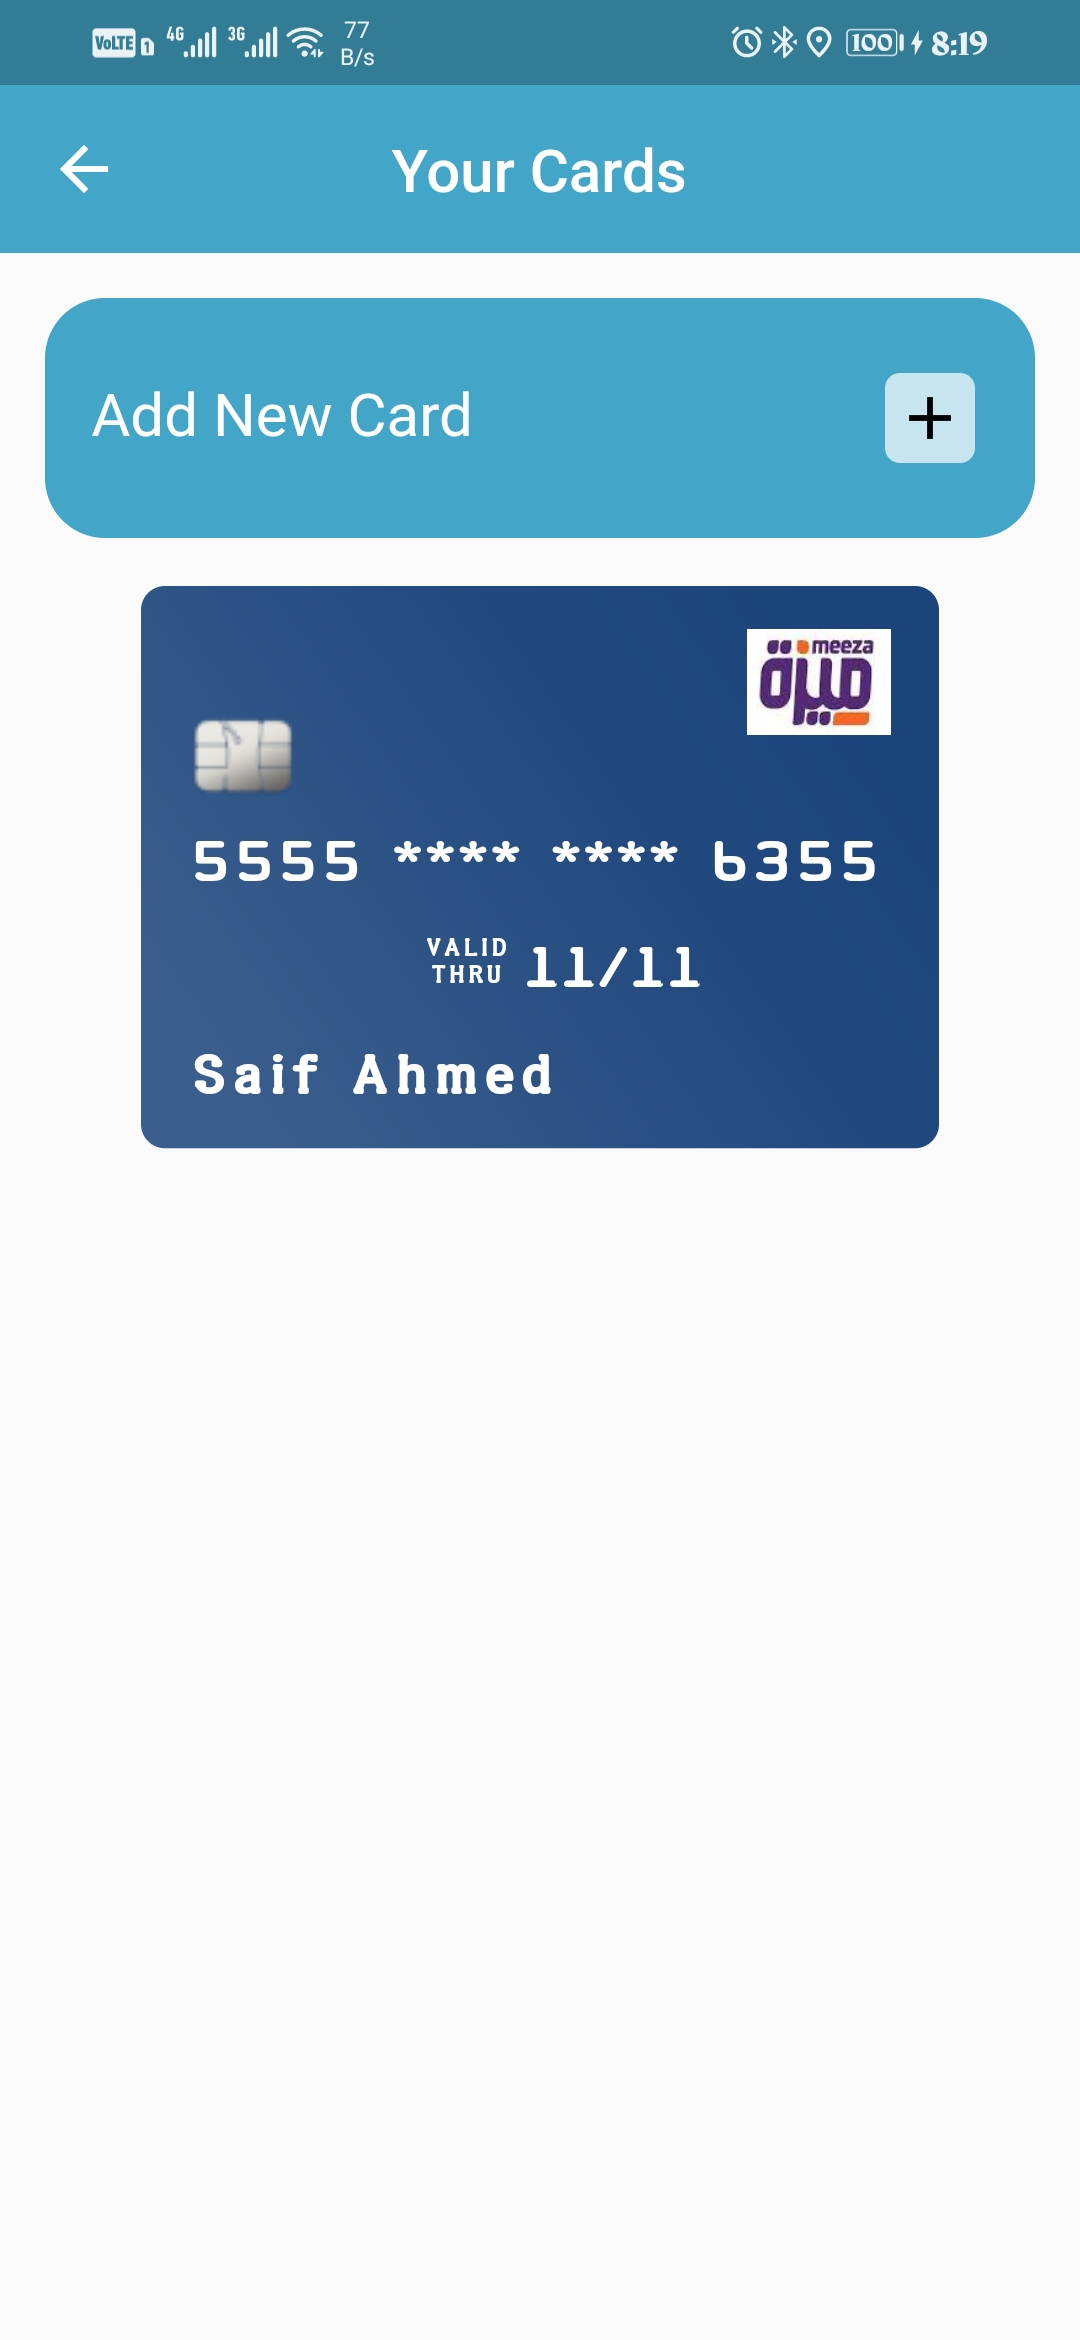 VoLTE 1 4G 3G 77 B/s 100 8:19
Your Cards
Add New Card
meeza
ميزة
5555 **** **** 6355
VALID THRU 11/11
Saif Ahmed